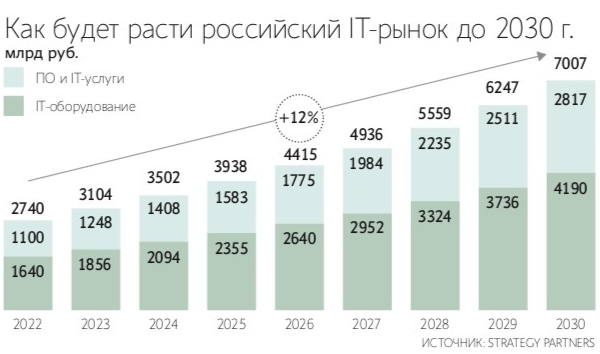 Как будет расти российский IT-рынок до 2030 г.
млрд руб.
ПО и IT-услуги
IT-оборудование
+12%
2740 3104 3502 3938 4415 4936 5559 6247 7007
1100 1248 1408 1583 1775 1984 2235 2511 2817
1640 1856 2094 2355 2640 2952 3324 3736 4190
2022 2023 2024 2025 2026 2027 2028 2029 2030
ИСТОЧНИК: STRATEGY PARTNERS